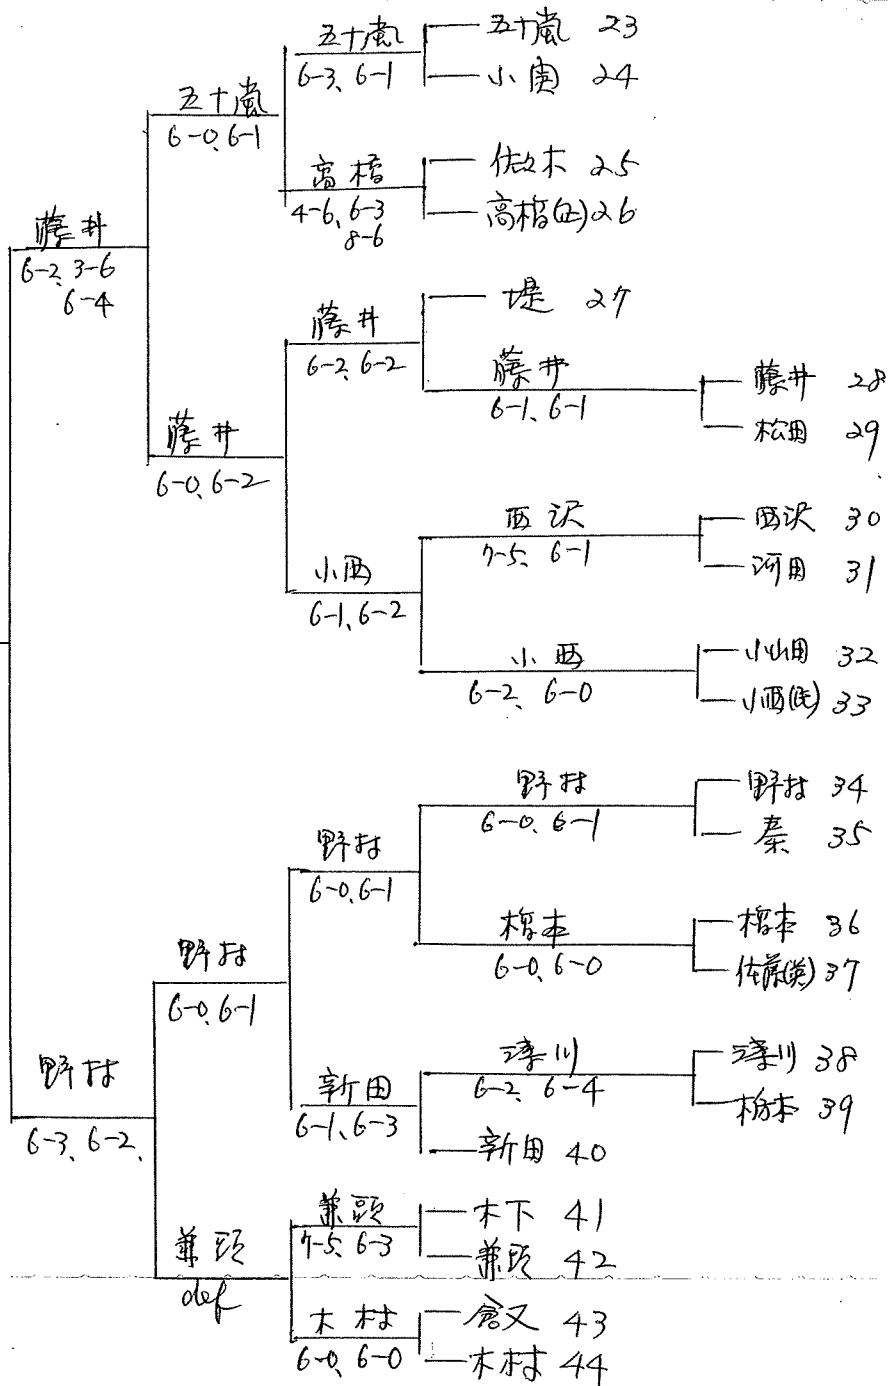 五十嵐 23
五十嵐
6-3、6-1
小 24
五十嵐
6-0、6-1
佐々木 25
高橋
4-6、6-3
8-6
高橋(正) 26
藤井
6-2、3-6
6-4
堤 27
藤井
6-2、6-2
藤井
6-1、6-1
藤井 28
松田 29
藤井
6-0、6-2
西沢
7-5、6-1
西沢 30
河田 31
小西
6-1、6-2
小西
6-2、6-0
小山田 32
小西 33
野村
6-0、6-1
野村 34
秦 35
野村
6-0、6-1
橋本
6-0、6-0
橋本 36
佐藤(英) 37
野村
6-0、6-1
野村
6-3、6-2、
川
6-2、6-4
川 38
栃本 39
新田
6-1、6-3
新田 40
兼頭
7-5、6-3
木下 41
兼頭 42
兼頭
def
木村
6-0、6-0
43
木村 44